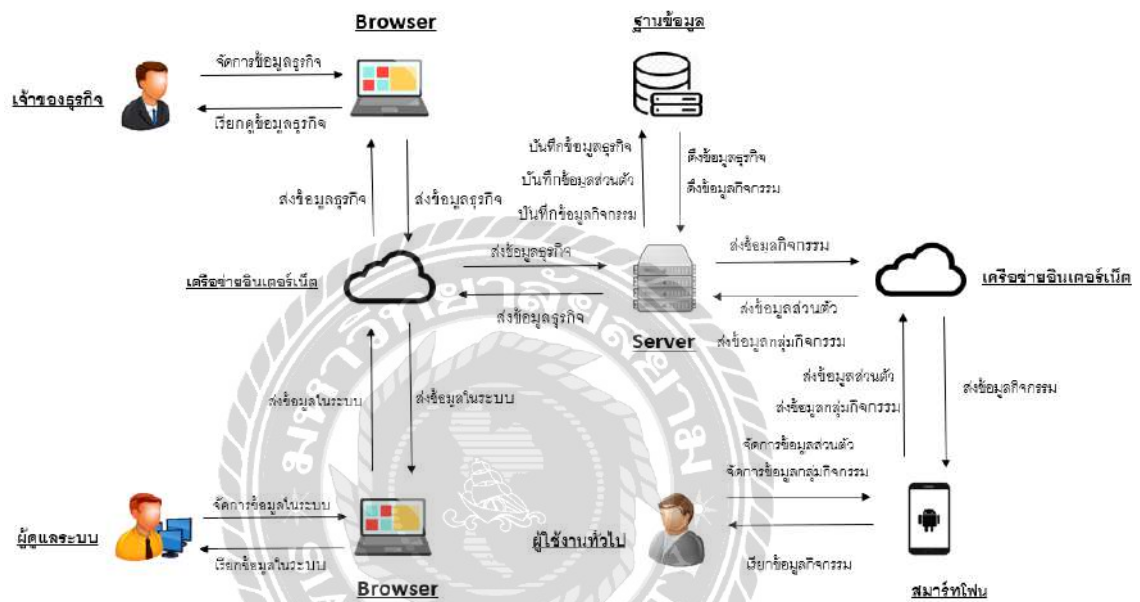 Browser
ฐานข้อมูล
จัดการข้อมูลธุรกิจ
เจ้าของธุรกิจ
เรียกดูข้อมูลธุรกิจ
บันทึกข้อมูลธุรกิจ
ดึงข้อมูลธุรกิจ
บันทึกข้อมูลส่วนตัว
ดึงข้อมูลกิจกรรม
ส่งข้อมูลธุรกิจ
ส่งข้อมูลธุรกิจ
บันทึกข้อมูลกิจกรรม
ส่งข้อมูลธุรกิจ
ส่งข้อมูลกิจกรรม
เครือข่ายอินเตอร์เน็ต
เครือข่ายอินเตอร์เน็ต
ส่งข้อมูลธุรกิจ
ส่งข้อมูลส่วนตัว
Server
ส่งข้อมูลกลุ่มกิจกรรม
ส่งข้อมูลส่วนตัว
ส่งข้อมูลในระบบ
ส่งข้อมูลในระบบ
ส่งข้อมูลกลุ่มกิจกรรม
ส่งข้อมูลกิจกรรม
มหาวิทยาลัยสยาม
จัดการข้อมูลส่วนตัว
จัดการข้อมูลกลุ่มกิจกรรม
จัดการข้อมูลในระบบ
ผู้ดูแลระบบ
ผู้ใช้งานทั่วไป
เรียกข้อมูลในระบบ
เรียกข้อมูลกิจกรรม
Browser
สมาร์ทโฟน